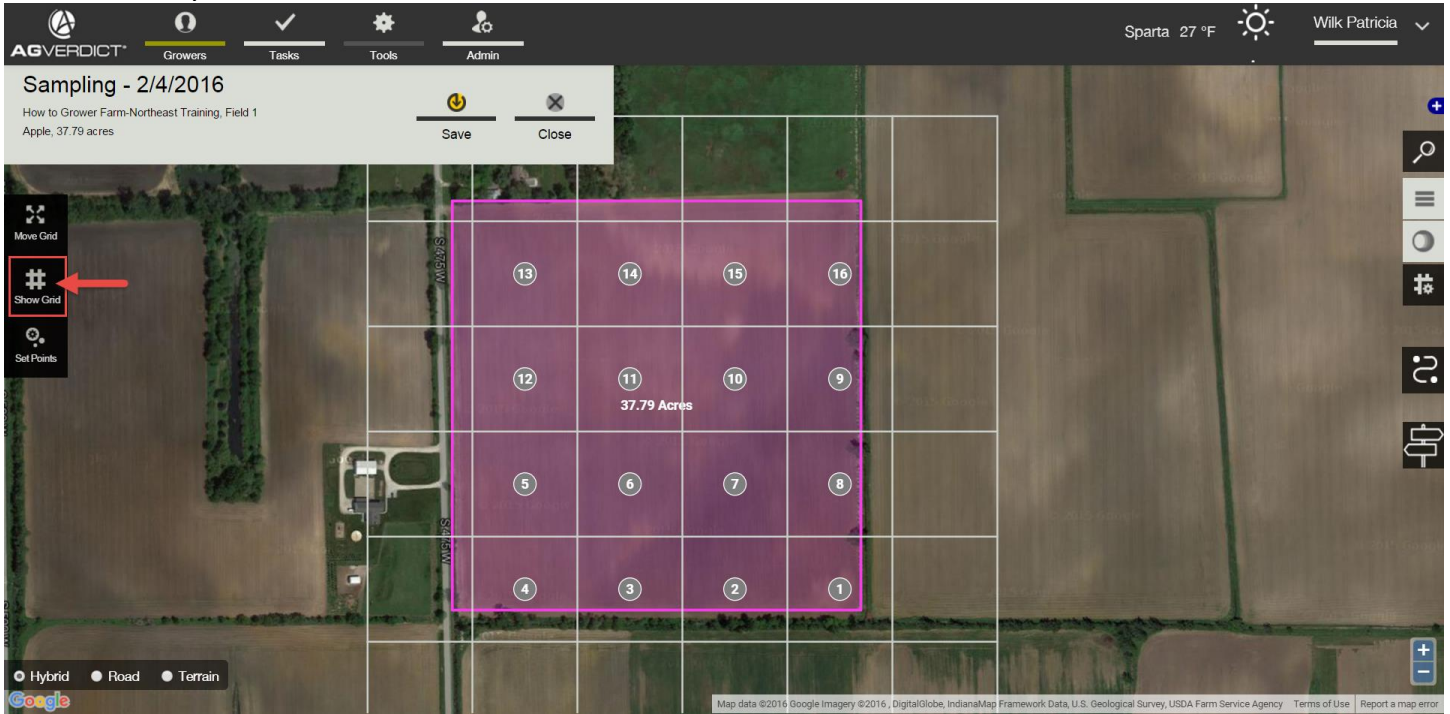 AGVERDICT
Growers
Tasks
Tools
Admin
Sparta 27 °F
Wilk Patricia
Sampling - 2/4/2016
How to Grower Farm-Northeast Training, Field 1
Apple, 37.79 acres
Save
Close
Move Grid
Show Grid
Set Points
S/475/W
13
14
15
16
12
11
10
9
37.79 Acres
5
6
7
8
S/475/W
4
3
2
1
Hybrid
Road
Terrain
Google
Map data ©2016 Google Imagery ©2016 , DigitalGlobe, IndianaMap Framework Data, U.S. Geological Survey, USDA Farm Service Agency
Terms of Use
Report a map error